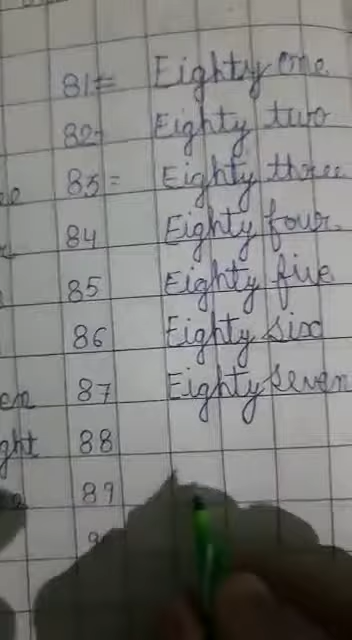 81= Eighty one
82= Eighty two
83= Eighty three
84 Eighty four
85 Eighty five
86 Eighty six
87 Eighty seven
ght 88
89